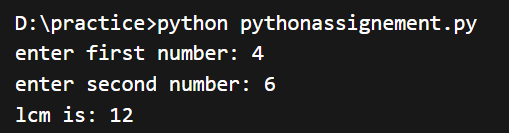 D:\practice>python pythonassignement.py
enter first number: 4
enter second number: 6
lcm is: 12